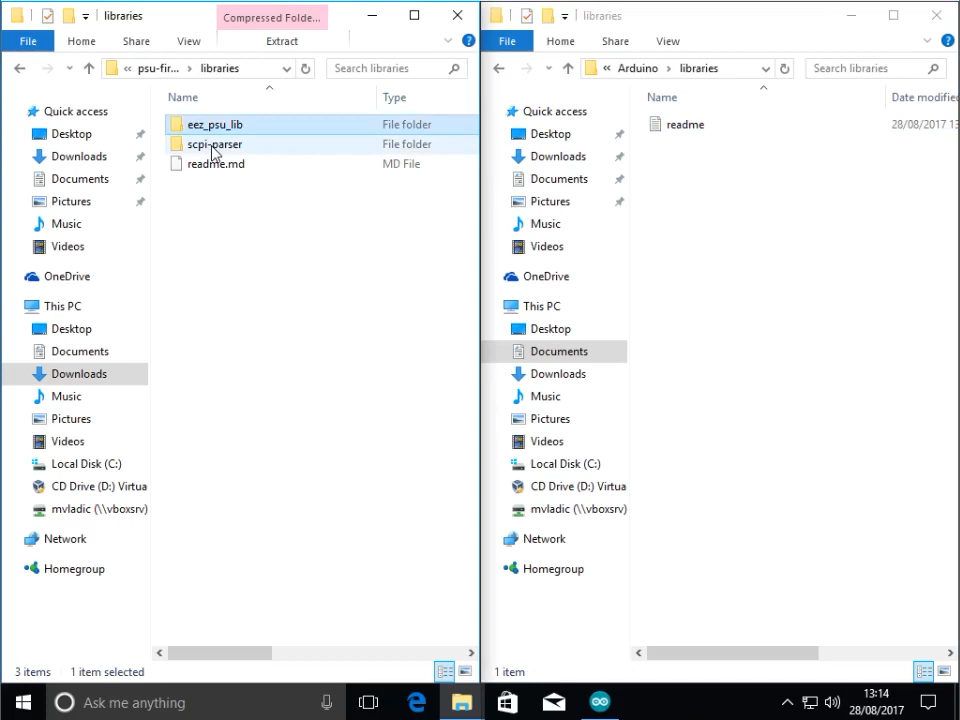 libraries
Compressed Folde...
File
Home
Share
View
Extract
« psu-fir... › libraries
Search libraries
Name
Type
Quick access
Desktop
Downloads
Documents
Pictures
Music
Videos
OneDrive
This PC
Desktop
Documents
Downloads
Music
Pictures
Videos
Local Disk (C:)
CD Drive (D:) Virtua
mvladic (\\vboxsrv)
Network
Homegroup
eez_psu_lib
File folder
scpi-parser
File folder
readme.md
MD File
3 items
1 item selected
libraries
File
Home
Share
View
« Arduino › libraries
Search libraries
Name
Date modified
Quick access
Desktop
Downloads
Documents
Pictures
Music
Videos
OneDrive
This PC
Desktop
Documents
Downloads
Music
Pictures
Videos
Local Disk (C:)
CD Drive (D:) Virtua
mvladic (\\vboxsrv)
Network
Homegroup
readme
28/08/2017 13
1 item
Ask me anything
13:14
28/08/2017